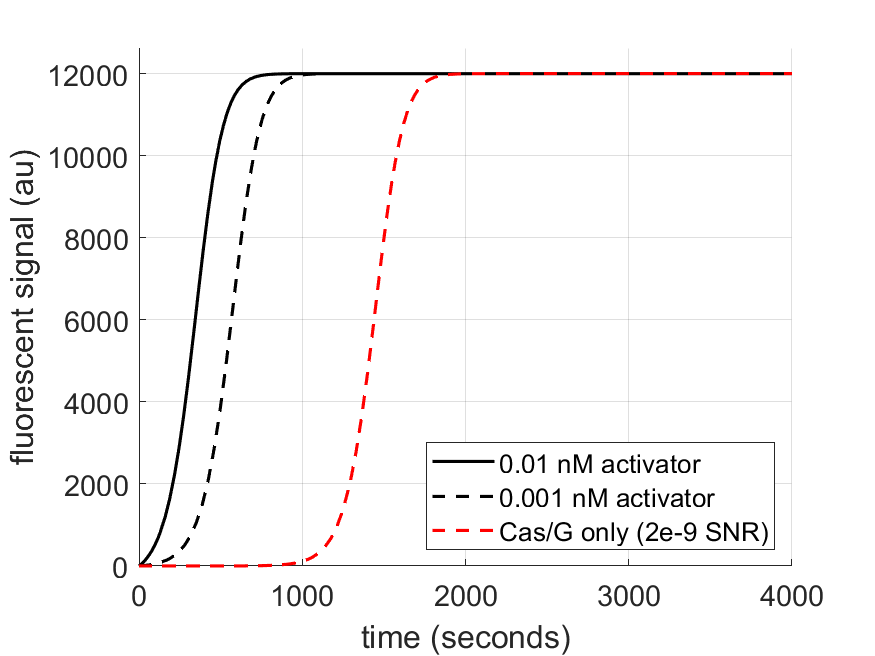 fluorescent signal (au)
12000
10000
8000
6000
4000
2000
0
0.01 nM activator
0.001 nM activator
Cas/G only (2e-9 SNR)
0 1000 2000 3000 4000
time (seconds)